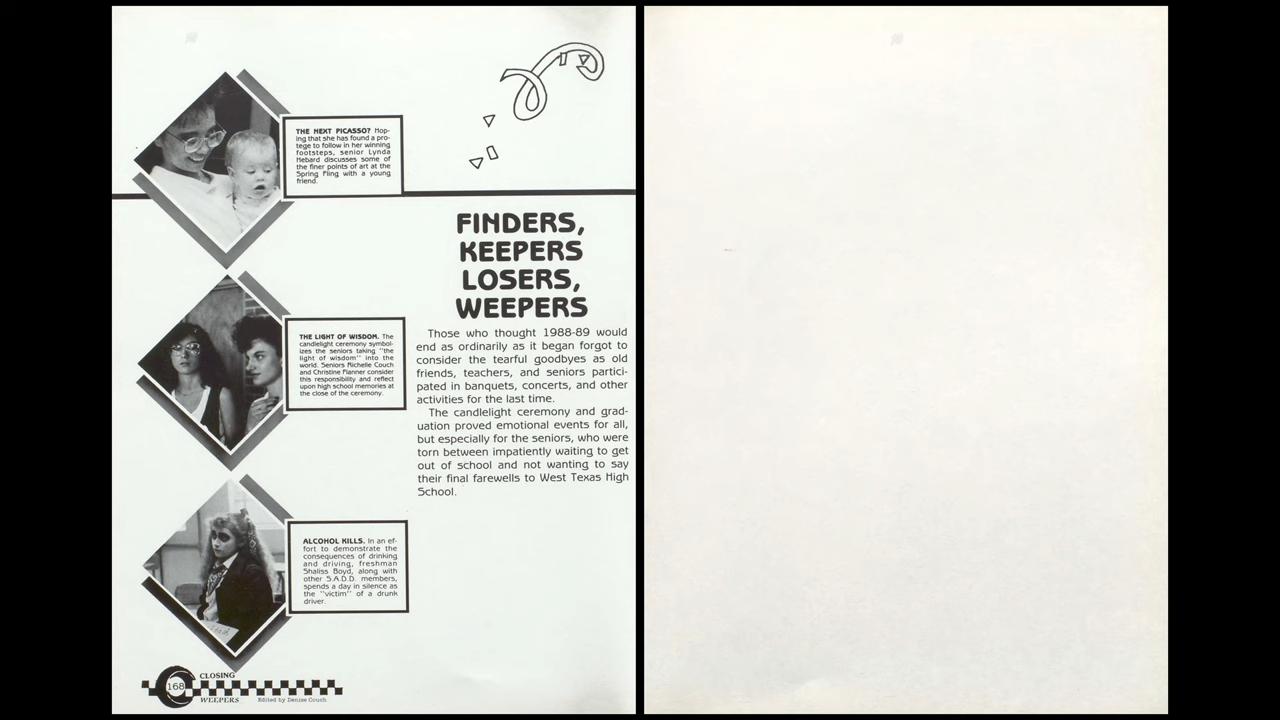 THE NEXT PICASSO? Hop-
ing that she has found a pro-
tege to follow in her winning
footsteps, senior Lynda
Hebard discusses some of
the finer points of art at the
Spring Fling with a young
friend.
FINDERS,
KEEPERS
LOSERS,
WEEPERS
Those who thought 1988-89 would
end as ordinarily as it began forgot to
consider the tearful goodbyes as old
friends, teachers, and seniors partici-
pated in banquets, concerts, and other
activities for the last time.
The candlelight ceremony and grad-
uation proved emotional events for all,
but especially for the seniors, who were
torn between impatiently waiting to get
out of school and not wanting to say
their final farewells to West Texas High
School.
THE LIGHT OF WISDOM. The
candlelight ceremony symbol-
izes the seniors taking "the
light of wisdom" into the
world. Seniors Michelle Couch
and Christine Flanner consider
this responsibility and reflect
upon high school memories at
the close of the ceremony.
ALCOHOL KILLS. In an ef-
fort to demonstrate the
consequences of drinking
and driving, freshman
Shaliss Boyd, along with
other S.A.D.D. members,
spends a day in silence as
the "victim" of a drunk
driver.
168
CLOSING
WEEPERS Edited by Denise Couch